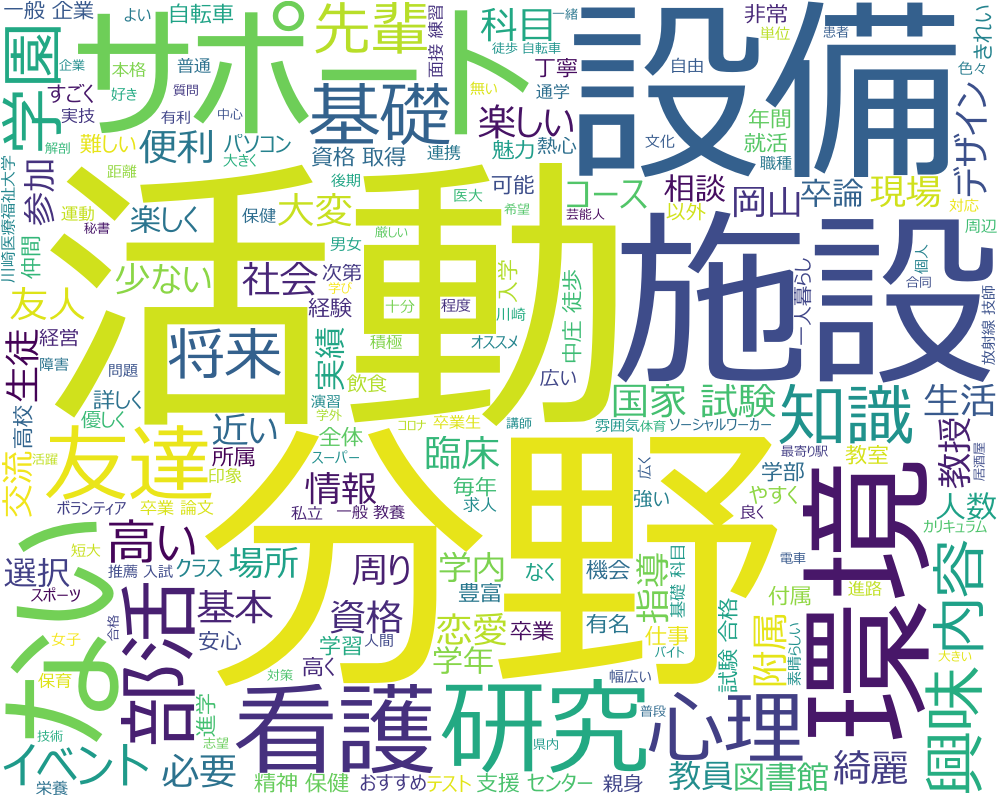 一般 企業
よい
自転車
サポート
先輩
科目
一緒
徒歩 自転車
設備
非常
単位
患者
きれい
学園
企業
本格
普通
面接 練習
無い
丁寧
自由
色々
すごく
好き
質問
基礎
楽しい
通学
文化
年間
デザイン
実技
有利
中心
解剖
難しい
便利
パソコン
大きく
資格 取得
連携
魅力
熱心
就活
職種
川崎医療福祉大学
参加
距離
後期
活動
医大
可能
コース
相談
岡山
卒論
現場
対応
運動
秘書
楽しく
保健
大変
希望
芸能人
以外
施設
周辺
仲間
男女
厳しい
少ない
社会
次第
学び
入学
中庄 徒歩
一人暮らし
個人
合同
放射線 技師
友人
経験
十分
程度
川崎
生徒
経営
将来
実績
積極
オススメ
障害
問題
飲食
広い
国家 試験
知識
生活
高校
詳しく
優しく
近い
演習
学外
コロナ
卒業生
講師
雰囲気
体育
ソーシャルワーカー
教授
交流
活躍
友達
所属
印象
全体
スーパー
分野
臨床
最寄り駅
教室
居酒屋
ボランティア
卒業 論文
情報
毎年
求人
強い
広く
学部
やすく
良く
環境
人数
カリキュラム
私立
一般 教養
ない
短大
高い
選択
推薦 入試
クラス
場所
周り
学内
なく
機会
指導
基礎 科目
電車
進路
内容
スポーツ
部活
基本
豊富
付属
合格
資格
恋愛
卒業
有名
仕事
試験 合格
附属
素晴らしい
女子
安心
学習
人間
学年
バイト
大きい
保育
進学
高く
対策
幅広い
興味
技術
志望
看護
研究
県内
普段
心理
イベント
必要
栄養
精神 保健
おすすめ
テスト
支援 センター
親身
教員
図書館
綺麗